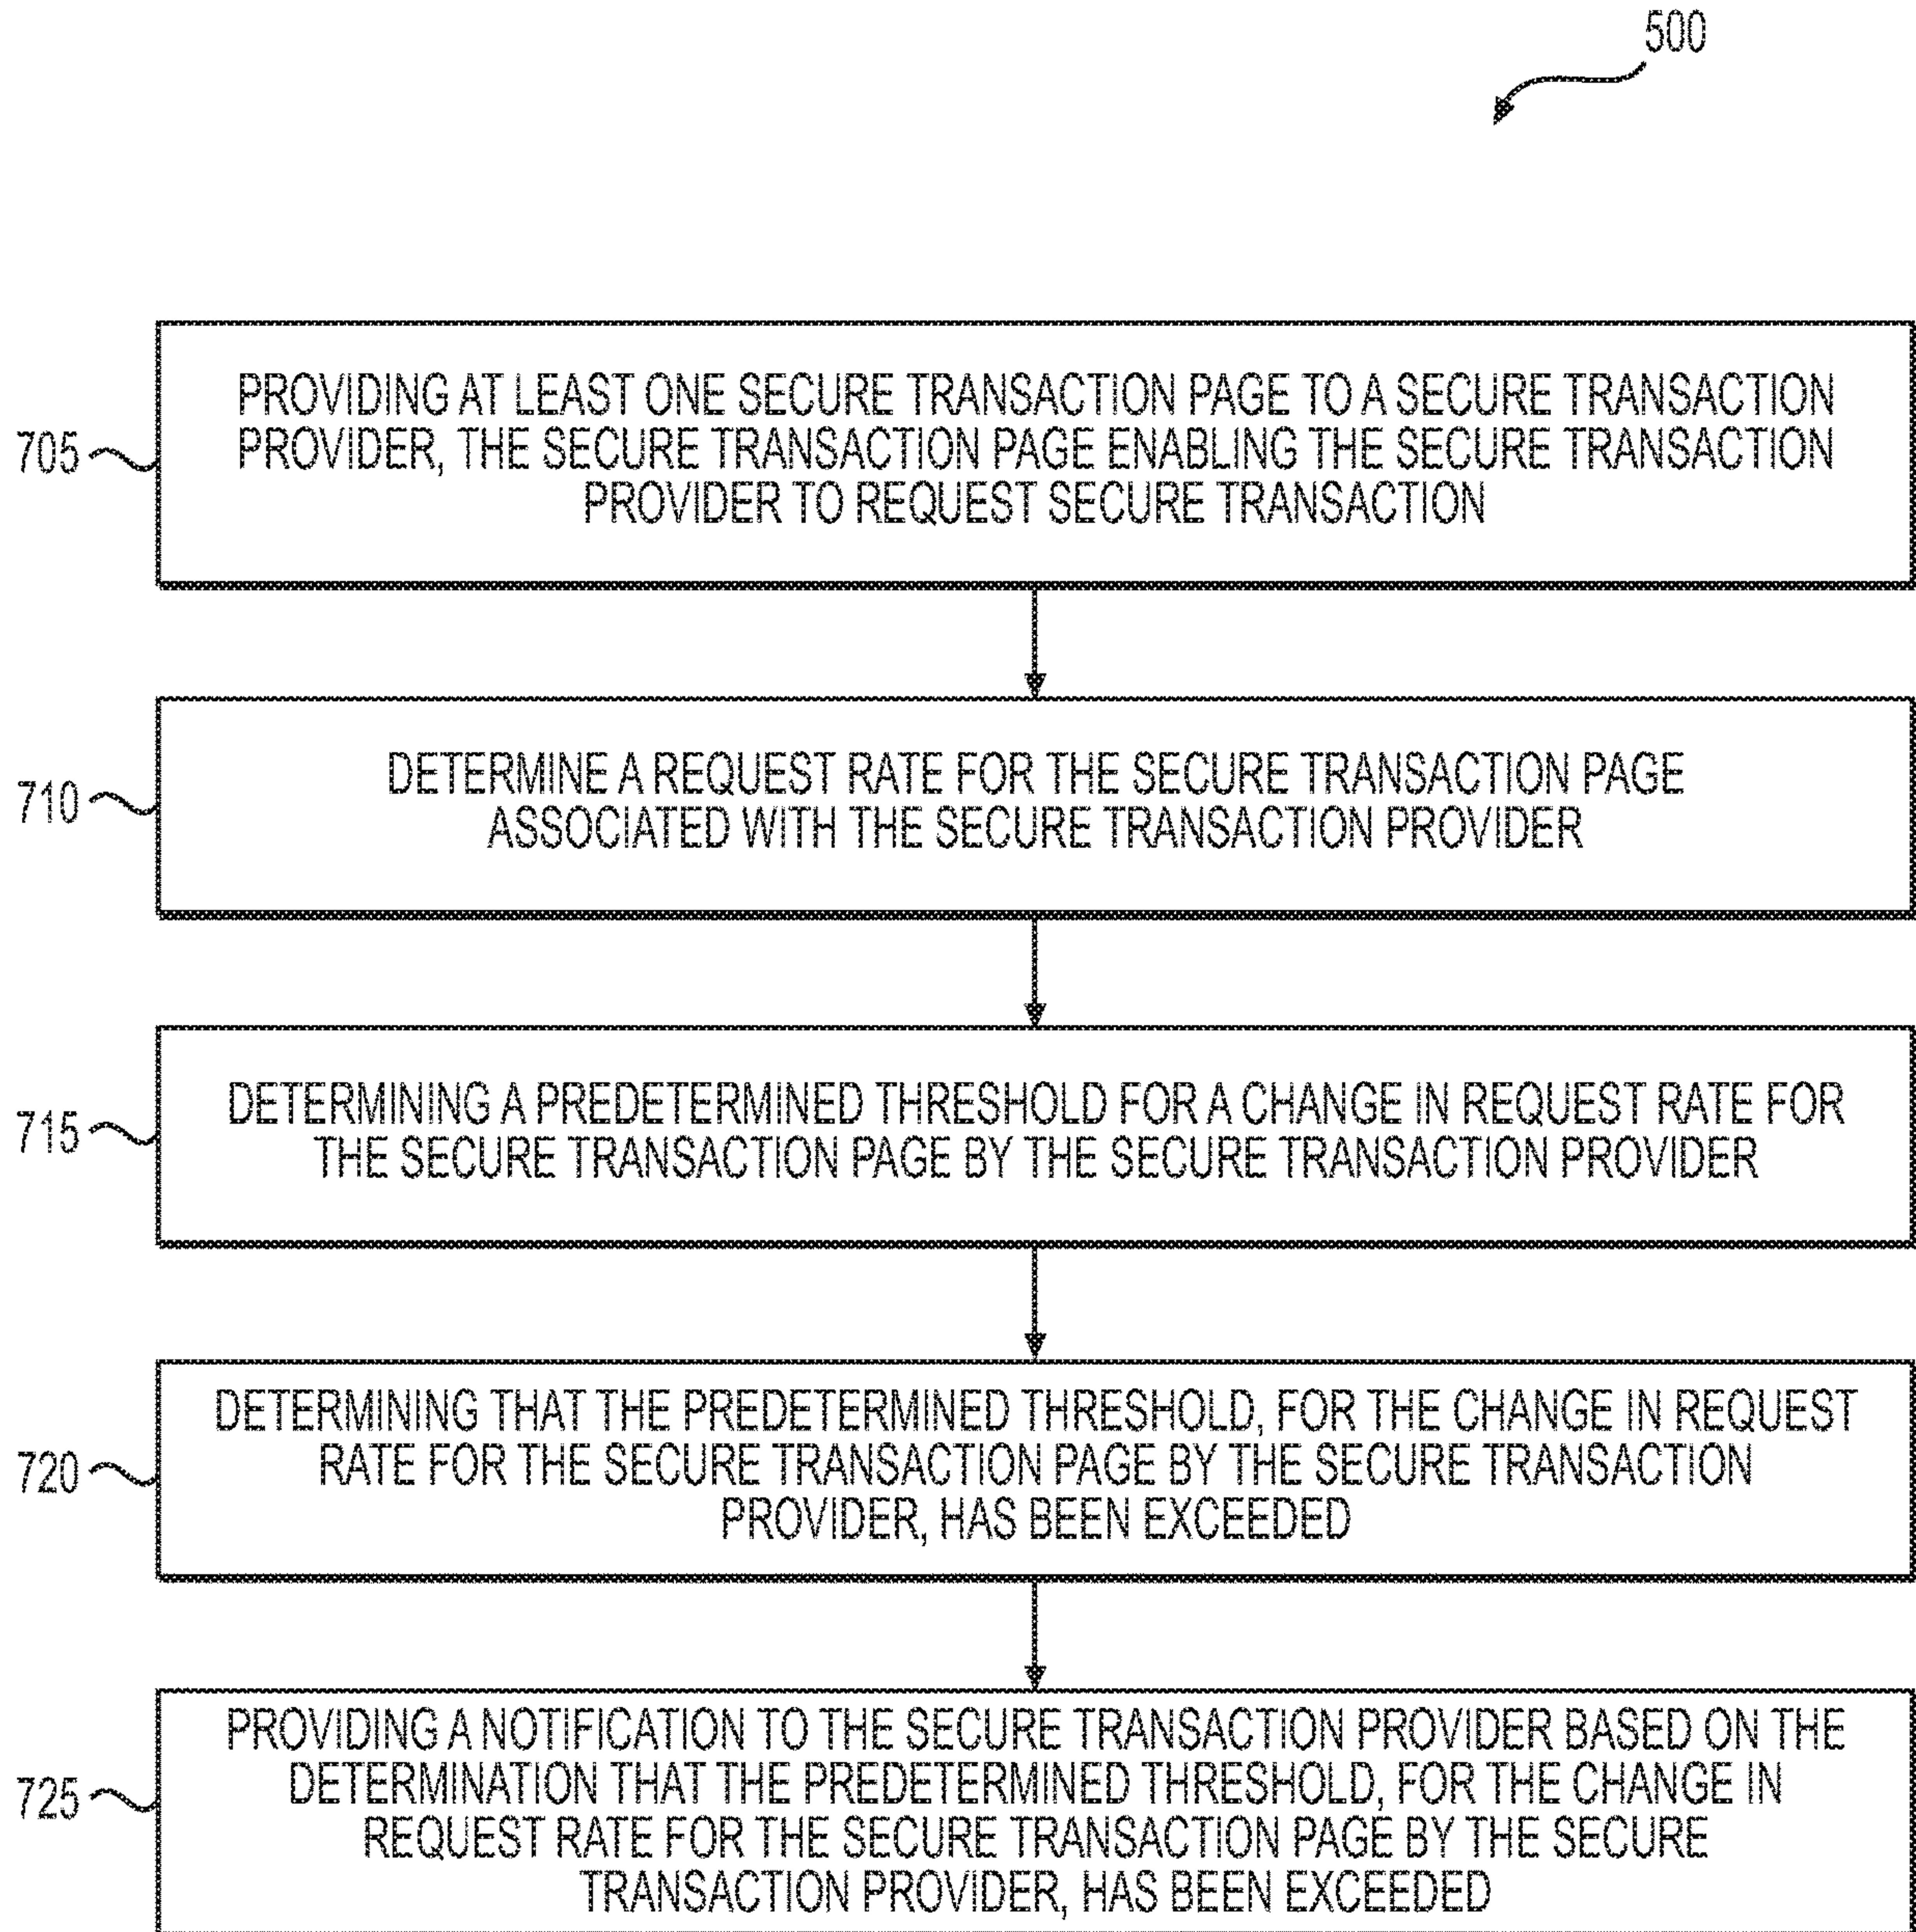 500
705
PROVIDING AT LEAST ONE SECURE TRANSACTION PAGE TO A SECURE TRANSACTION
PROVIDER, THE SECURE TRANSACTION PAGE ENABLING THE SECURE TRANSACTION
PROVIDER TO REQUEST SECURE TRANSACTION
710
DETERMINE A REQUEST RATE FOR THE SECURE TRANSACTION PAGE
ASSOCIATED WITH THE SECURE TRANSACTION PROVIDER
715
DETERMINING A PREDETERMINED THRESHOLD FOR A CHANGE IN REQUEST RATE FOR
THE SECURE TRANSACTION PAGE BY THE SECURE TRANSACTION PROVIDER
720
DETERMINING THAT THE PREDETERMINED THRESHOLD, FOR THE CHANGE IN REQUEST
RATE FOR THE SECURE TRANSACTION PAGE BY THE SECURE TRANSACTION
PROVIDER, HAS BEEN EXCEEDED
725
PROVIDING A NOTIFICATION TO THE SECURE TRANSACTION PROVIDER BASED ON THE
DETERMINATION THAT THE PREDETERMINED THRESHOLD, FOR THE CHANGE IN
REQUEST RATE FOR THE SECURE TRANSACTION PAGE BY THE SECURE
TRANSACTION PROVIDER, HAS BEEN EXCEEDED